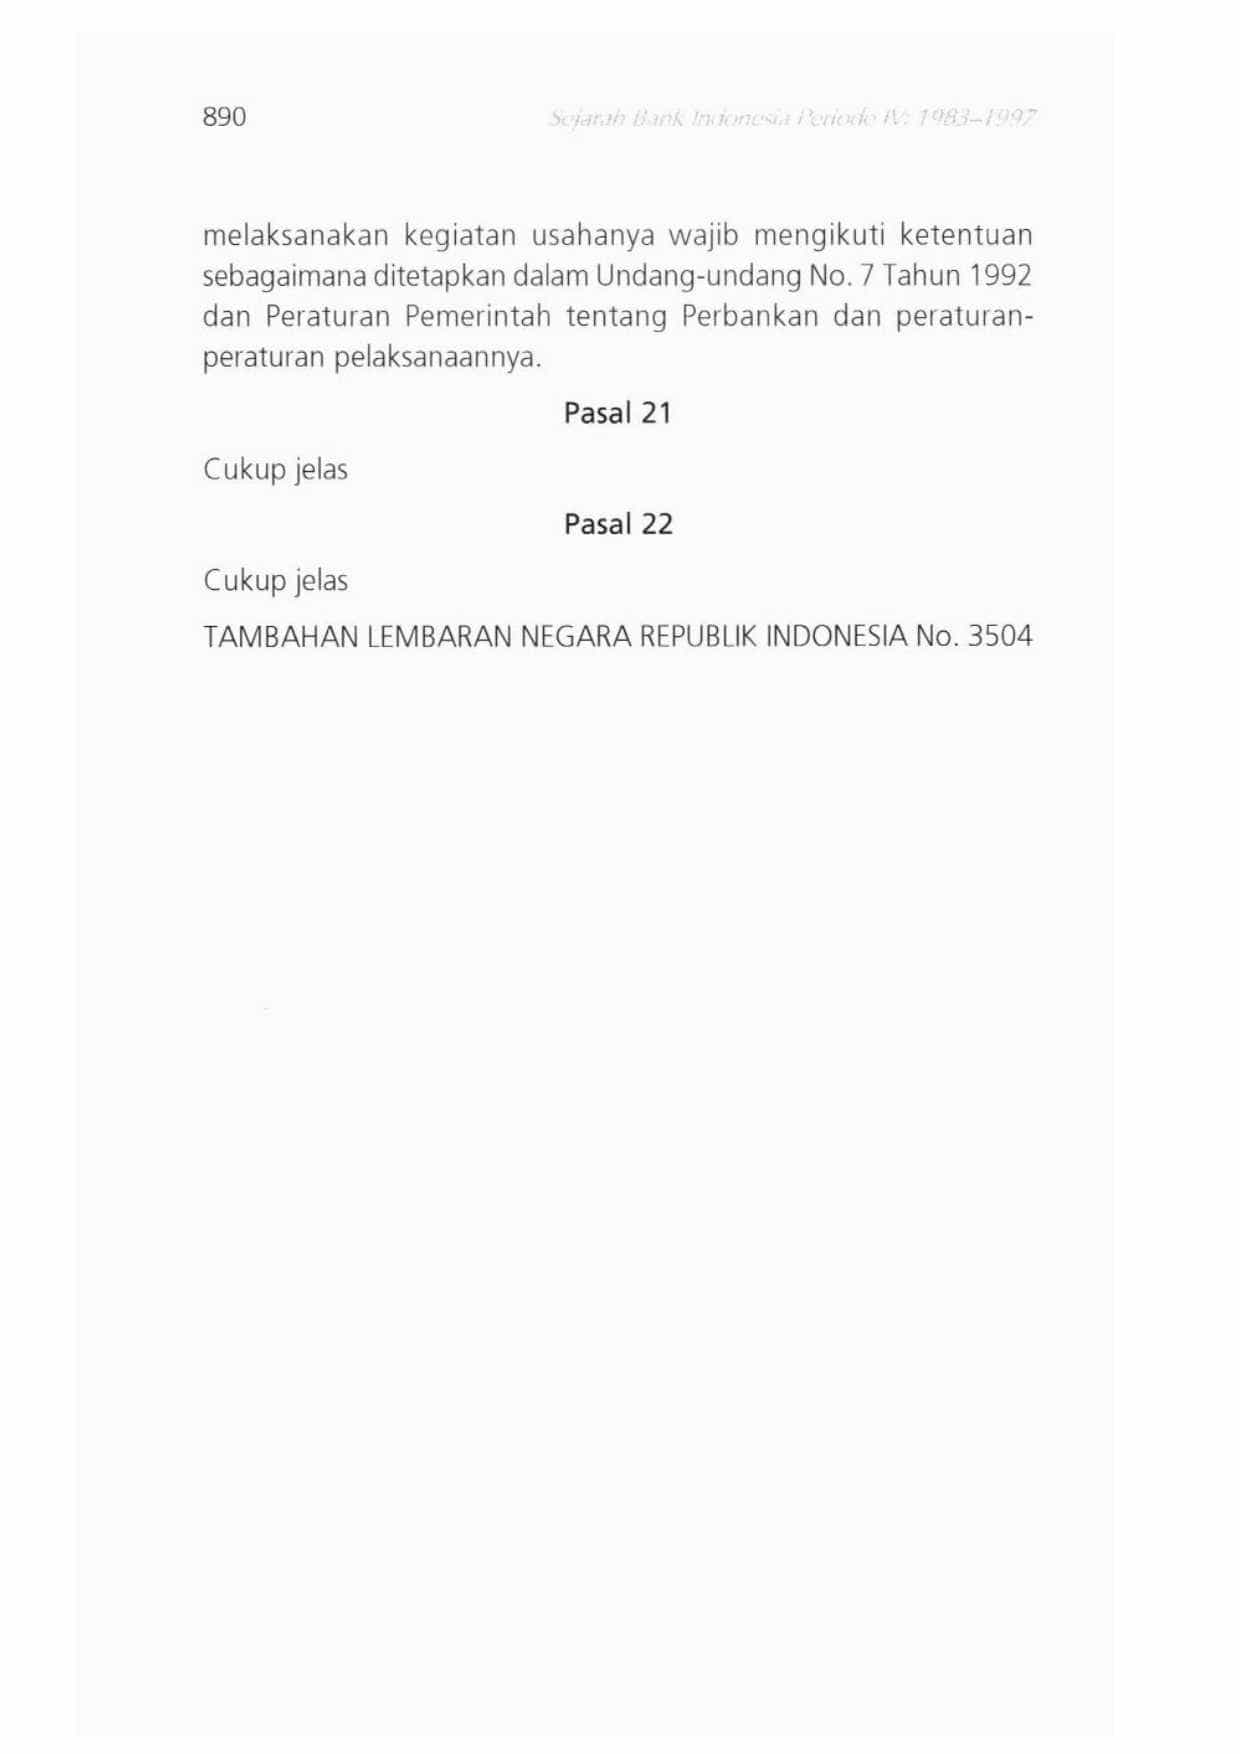 890 Sejarah Bank Indonesia Periode IV: 1983–1997
melaksanakan kegiatan usahanya wajib mengikuti ketentuan
sebagaimana ditetapkan dalam Undang-undang No. 7 Tahun 1992
dan Peraturan Pemerintah tentang Perbankan dan peraturan-
peraturan pelaksanaannya.
Pasal 21
Cukup jelas
Pasal 22
Cukup jelas
TAMBAHAN LEMBARAN NEGARA REPUBLIK INDONESIA No. 3504